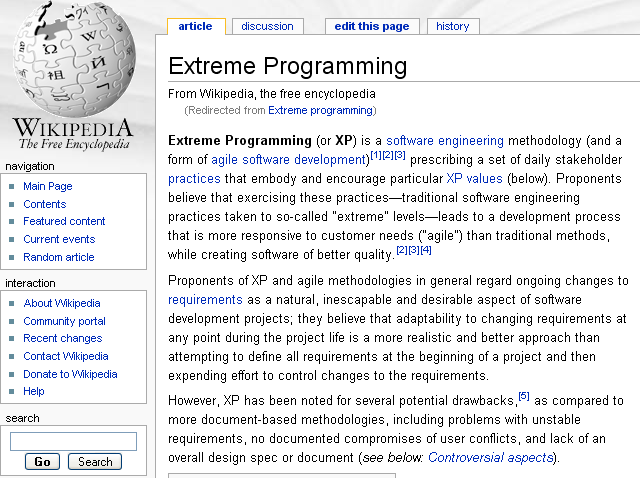 article discussion edit this page history
Extreme Programming
From Wikipedia, the free encyclopedia
(Redirected from Extreme programming)
WIKIPEDIA
The Free Encyclopedia
navigation
Main Page
Contents
Featured content
Current events
Random article
interaction
About Wikipedia
Community portal
Recent changes
Contact Wikipedia
Donate to Wikipedia
Help
search
Go Search
Extreme Programming (or XP) is a software engineering methodology (and a
form of agile software development)[1][2][3] prescribing a set of daily stakeholder
practices that embody and encourage particular XP values (below). Proponents
believe that exercising these practices—traditional software engineering
practices taken to so-called "extreme" levels—leads to a development process
that is more responsive to customer needs ("agile") than traditional methods,
while creating software of better quality.[2][3][4]
Proponents of XP and agile methodologies in general regard ongoing changes to
requirements as a natural, inescapable and desirable aspect of software
development projects; they believe that adaptability to changing requirements at
any point during the project life is a more realistic and better approach than
attempting to define all requirements at the beginning of a project and then
expending effort to control changes to the requirements.
However, XP has been noted for several potential drawbacks,[5] as compared to
more document-based methodologies, including problems with unstable
requirements, no documented compromises of user conflicts, and lack of an
overall design spec or document (see below: Controversial aspects).